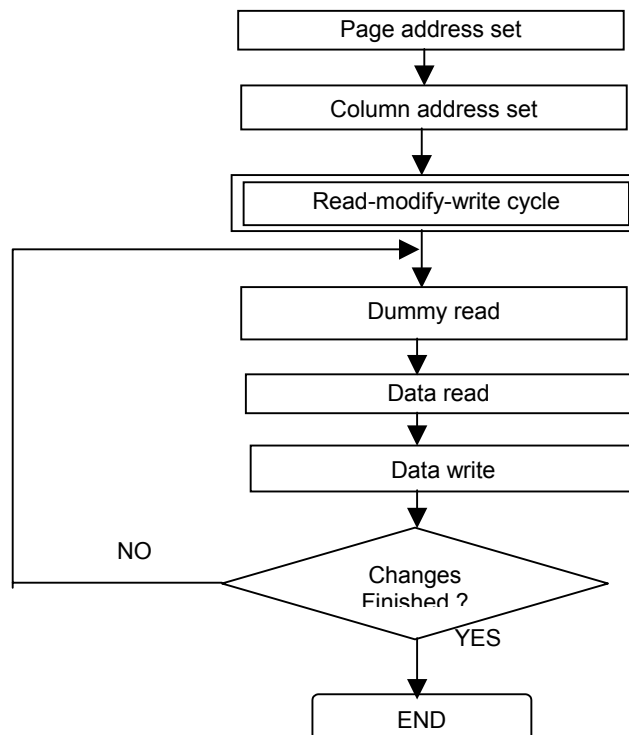 Page address set
Column address set
Read-modify-write cycle
Dummy read
Data read
Data write
NO
Changes
Finished ?
YES
END